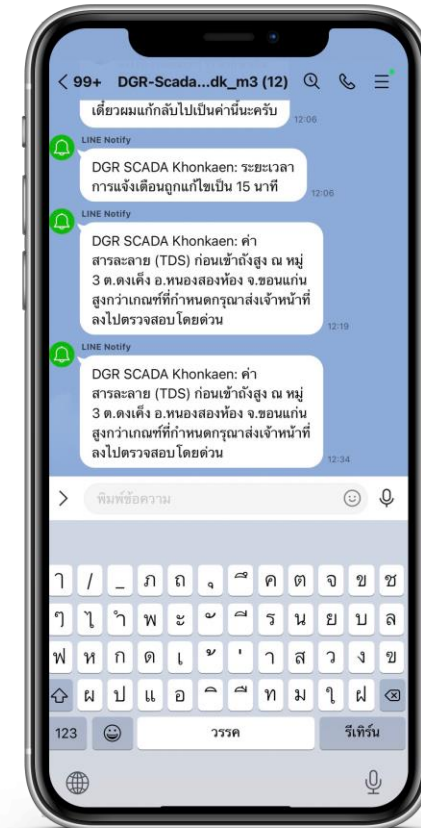 99+ DGR-Scada...dk_m3 (12)
เดี๋ยวผมแก้กลับไปเป็นค่านี้นะครับ
12:06
LINE Notify
DGR SCADA Khonkaen: ระยะเวลา
การแจ้งเตือนถูกแก้ไขเป็น 15 นาที
12:06
LINE Notify
DGR SCADA Khonkaen: ค่า
สารละลาย (TDS) ก่อนเข้าถังสูง ณ หมู่
3 ต.ดงเค็ง อ.หนองสองห้อง จ.ขอนแก่น
สูงกว่าเกณฑ์ที่กำหนดกรุณาส่งเจ้าหน้าที่
ลงไปตรวจสอบโดยด่วน
12:19
LINE Notify
DGR SCADA Khonkaen: ค่า
สารละลาย (TDS) ก่อนเข้าถังสูง ณ หมู่
3 ต.ดงเค็ง อ.หนองสองห้อง จ.ขอนแก่น
สูงกว่าเกณฑ์ที่กำหนดกรุณาส่งเจ้าหน้าที่
ลงไปตรวจสอบโดยด่วน
12:34
พิมพ์ข้อความ
ๅ / _ ภ ถ ุ ึ ค ต จ ข ช
ๆ ไ ำ พ ะ ั ี ร น ย บ ล
ฟ ห ก ด เ ้ ่ า ส ว ง ฃ
ผ ป แ อ ิ ื ท ม ใ ฝ
123 วรรค รีเทิร์น